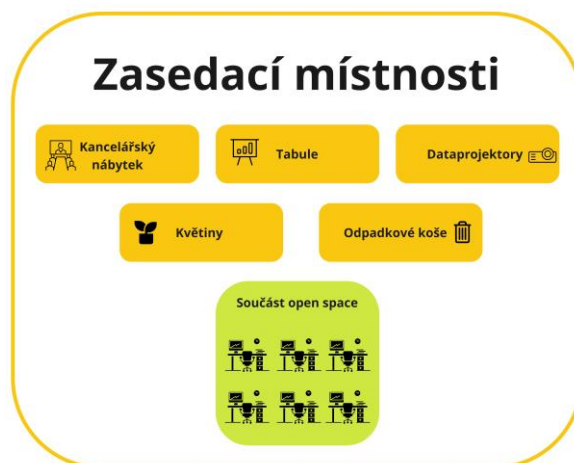 Zasedací místnosti
Kancelářský
nábytek
Tabule
Dataprojektory
Květiny
Odpadkové koše
Součást open space